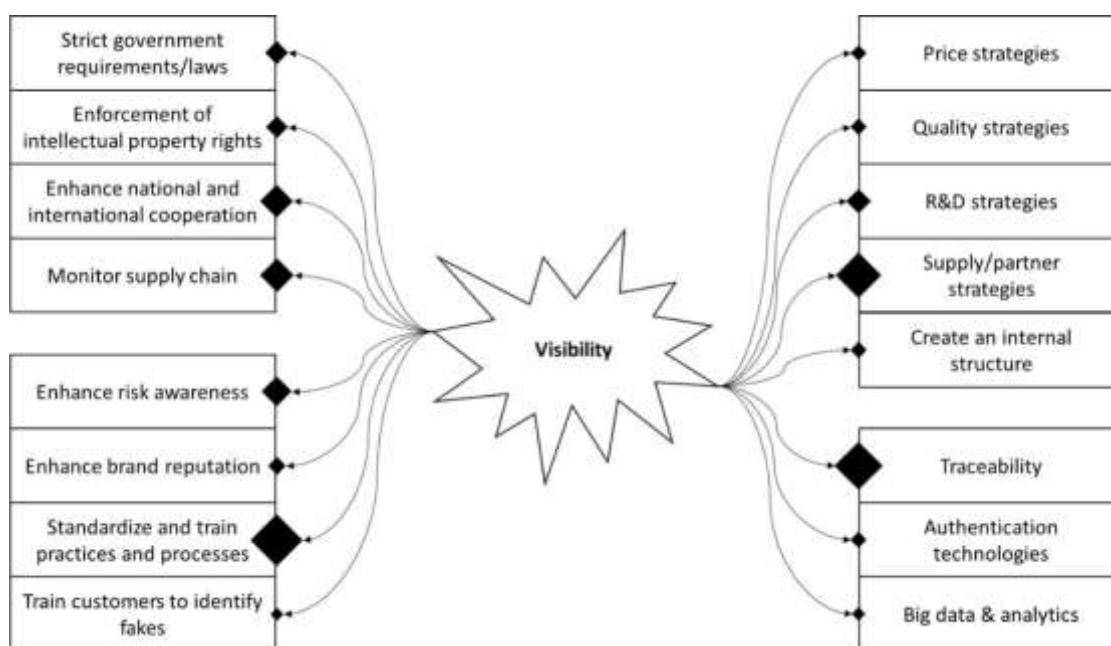 Strict government
requirements/laws
Enforcement of
intellectual property rights
Enhance national and
international cooperation
Monitor supply chain
Enhance risk awareness
Enhance brand reputation
Standardize and train
practices and processes
Train customers to identify
fakes
Visibility
Price strategies
Quality strategies
R&D strategies
Supply/partner
strategies
Create an internal
structure
Traceability
Authentication
technologies
Big data & analytics